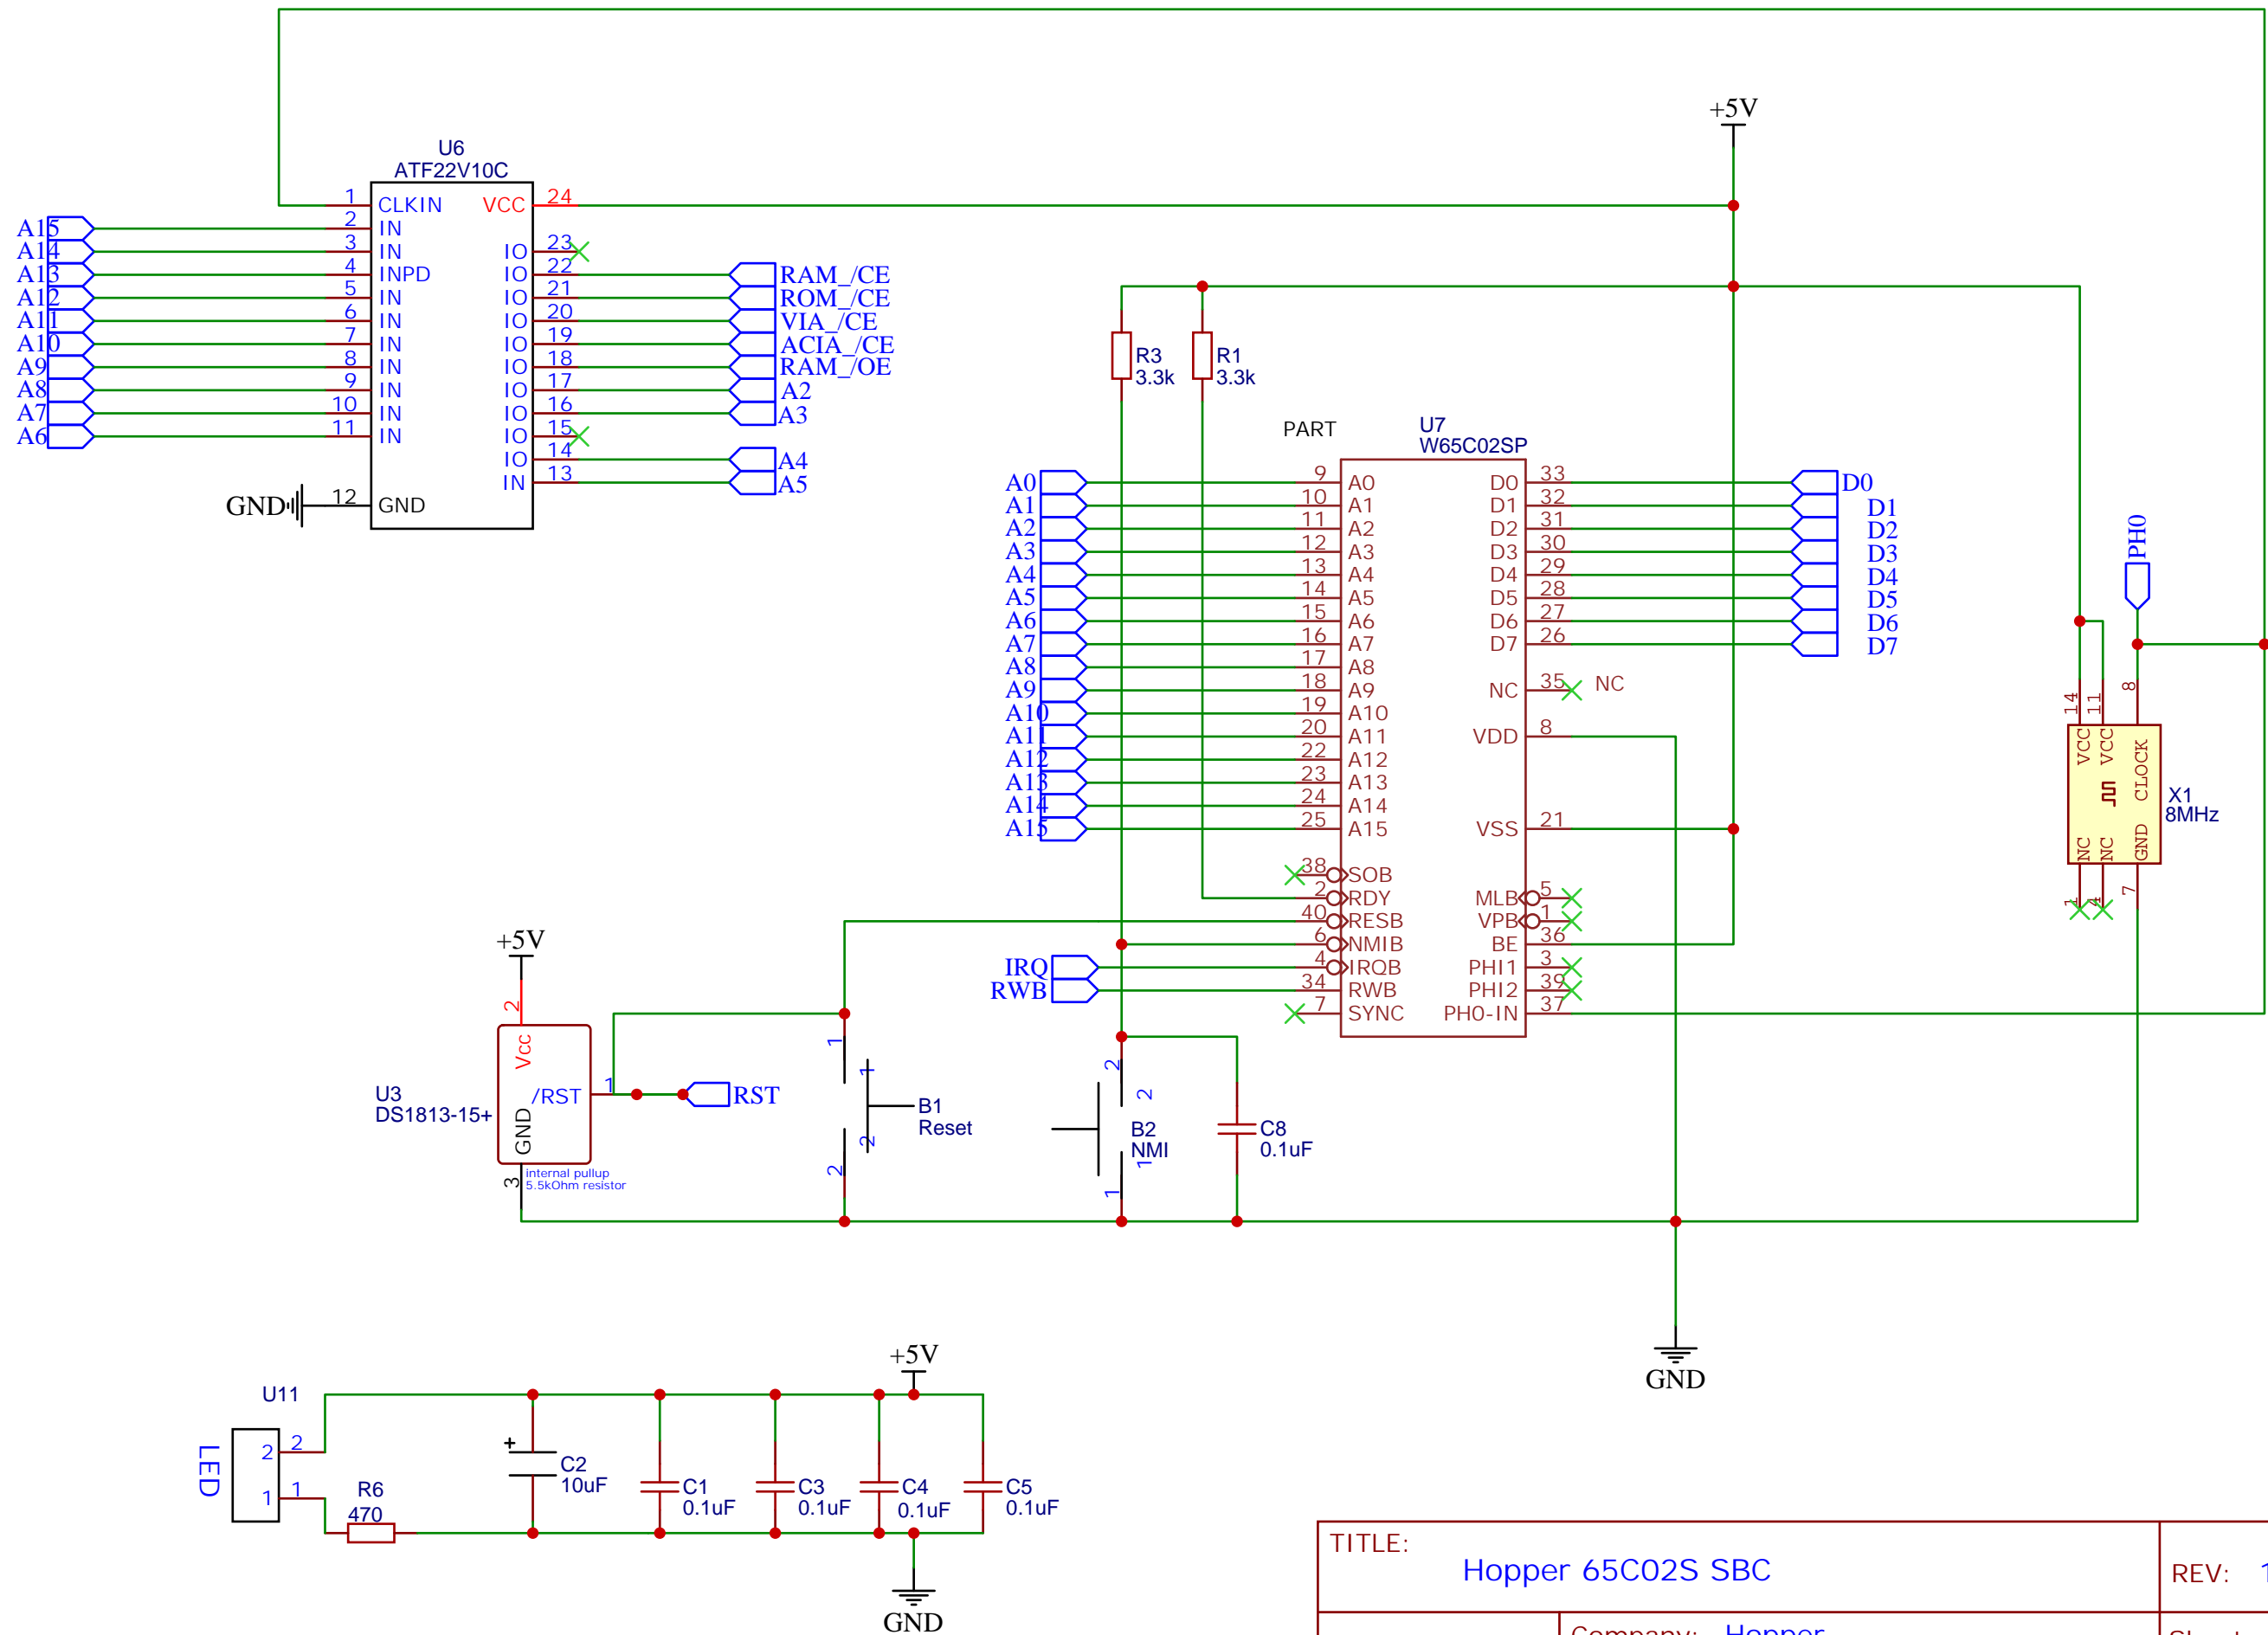 +5V
U6
ATF22V10C
1 CLKIN VCC 24
A15 2 IN
A14 3 IN IO 23
A13 4 INPD IO 22 RAM_/CE
A12 5 IN IO 21 ROM_/CE
A11 6 IN IO 20 VIA_/CE
A10 7 IN IO 19 ACIA_/CE
A9 8 IN IO 18 RAM_/OE
A8 9 IN IO 17 A2
A7 10 IN IO 16 A3
A6 11 IN IO 15
IO 14 A4
IN 13 A5
GND 12 GND
R3
3.3k
R1
3.3k
PART
U7
W65C02SP
A0 9 A0 D0 33 D0
A1 10 A1 D1 32 D1
A2 11 A2 D2 31 D2
A3 12 A3 D3 30 D3
A4 13 A4 D4 29 D4
A5 14 A5 D5 28 D5
A6 15 A6 D6 27 D6
A7 16 A7 D7 26 D7
A8 17 A8
A9 18 A9 NC 35 NC
A10 19 A10
A11 20 A11 VDD 8
A12 22 A12
A13 23 A13
A14 24 A14
A15 25 A15 VSS 21
38 SOB
2 RDY MLB 5
40 RESB VPB 1
6 NMIB BE 36
IRQ 4 IRQB PHI1 3
RWB 34 RWB PHI2 39
7 SYNC PH0-IN 37
PH0
14 11 8
VCC VCC CLOCK
X1
8MHz
NC NC GND
1 4 7
+5V
2
Vcc
U3
DS1813-15+
/RST 1 RST
GND
3
internal pullup
5.5kOhm resistor
1
1
B1
Reset
2
2
2
2
B2
NMI
1
1
C8
0.1uF
GND
+5V
U11
LED
2 2
1 1
R6
470
C2
10uF
+
C1
0.1uF
C3
0.1uF
C4
0.1uF
C5
0.1uF
GND
TITLE:
Hopper 65C02S SBC
REV: 1
Company: Hopper